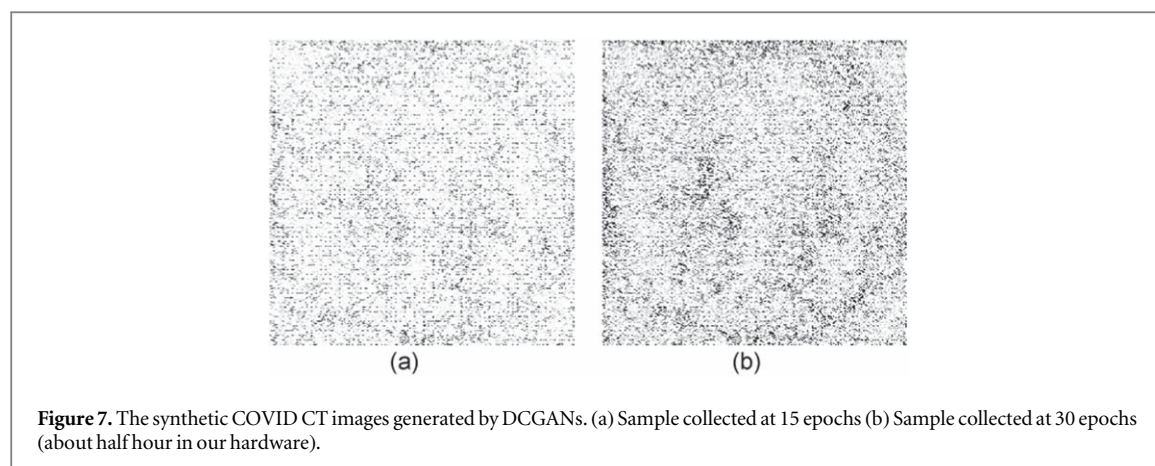 (a)
(b)
Figure 7. The synthetic COVID CT images generated by DCGANs. (a) Sample collected at 15 epochs (b) Sample collected at 30 epochs
(about half hour in our hardware).